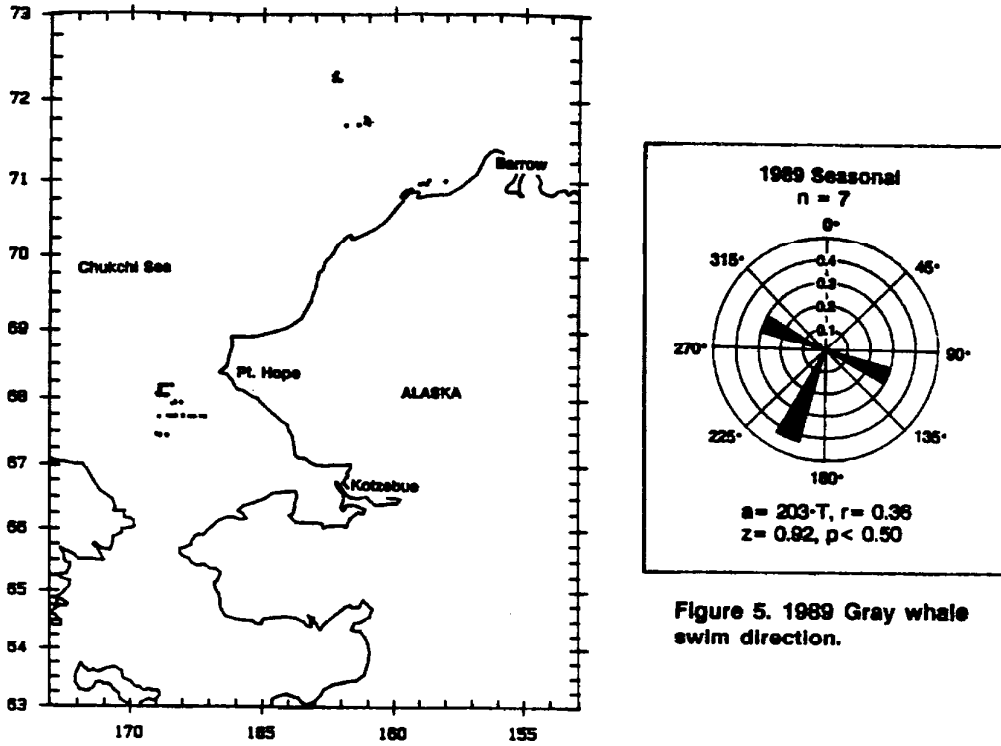 73
72
71
70
69
68
67
66
65
64
63
170
165
160
155
Barrow
Chukchi Sea
Pt. Hope
ALASKA
Kotzebue
1989 Seasonal
n = 7
0°
315°
45°
0.4
0.3
0.2
0.1
270°
90°
225°
135°
180°
a= 203°T, r= 0.36
z= 0.92, p< 0.50
Figure 5. 1989 Gray whale
swim direction.